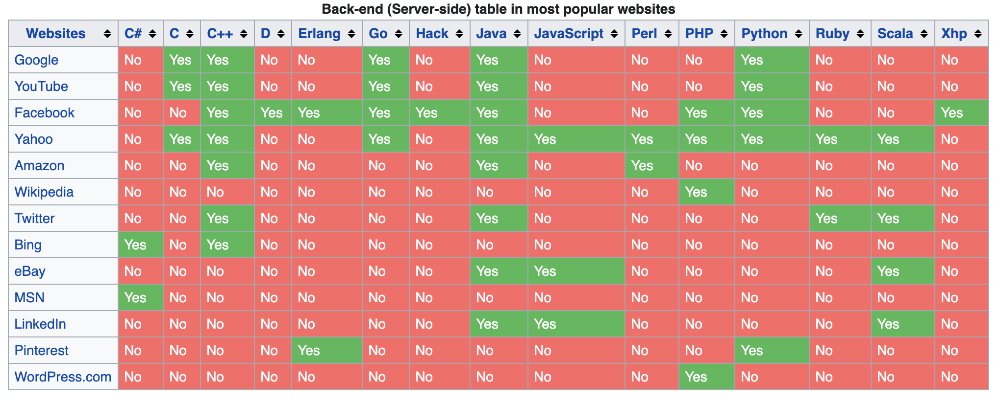 Back-end (Server-side) table in most popular websites
Websites C# C C++ D Erlang Go Hack Java JavaScript Perl PHP Python Ruby Scala Xhp
Google No Yes Yes No No Yes No Yes No No No Yes No No No
YouTube No Yes Yes No No Yes No Yes No No No Yes No No No
Facebook No No Yes Yes Yes Yes Yes Yes No No Yes Yes No No Yes
Yahoo No Yes Yes No No Yes No Yes Yes Yes Yes Yes Yes Yes No
Amazon No No Yes No No No No Yes No Yes No No No No No
Wikipedia No No No No No No No No No No Yes No No No No
Twitter No No Yes No No No No Yes No No No No Yes Yes No
Bing Yes No Yes No No No No No No No No No No No No
eBay No No No No No No No Yes Yes No No No No Yes No
MSN Yes No No No No No No No No No No No No No No
LinkedIn No No No No No No No Yes Yes No No No No Yes No
Pinterest No No No No Yes No No No No No No Yes No No No
WordPress.com No No No No No No No No No No Yes No No No No